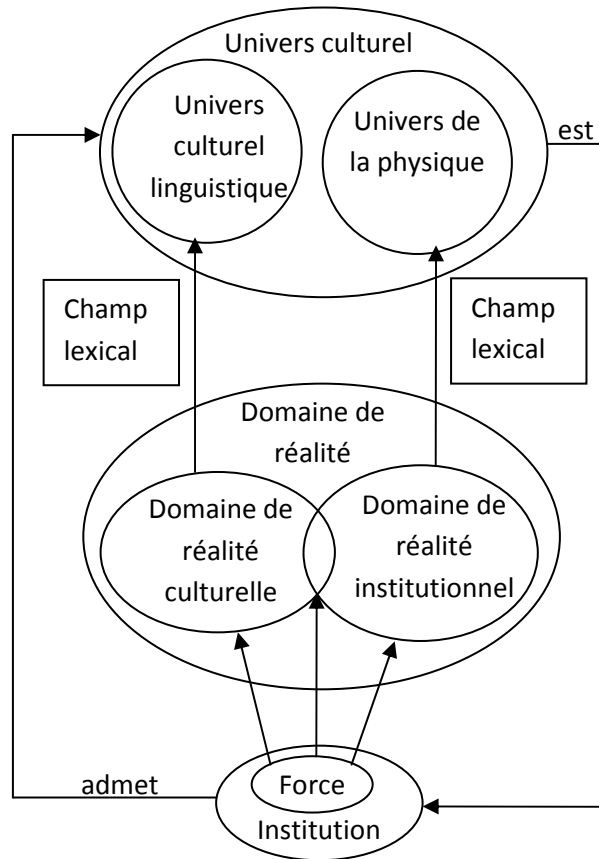 Univers culturel
Univers
culturel
linguistique
Univers de
la physique
est
Champ
lexical
Champ
lexical
Domaine de
réalité
Domaine de
réalité
culturelle
Domaine de
réalité
institutionnel
admet
Force
Institution